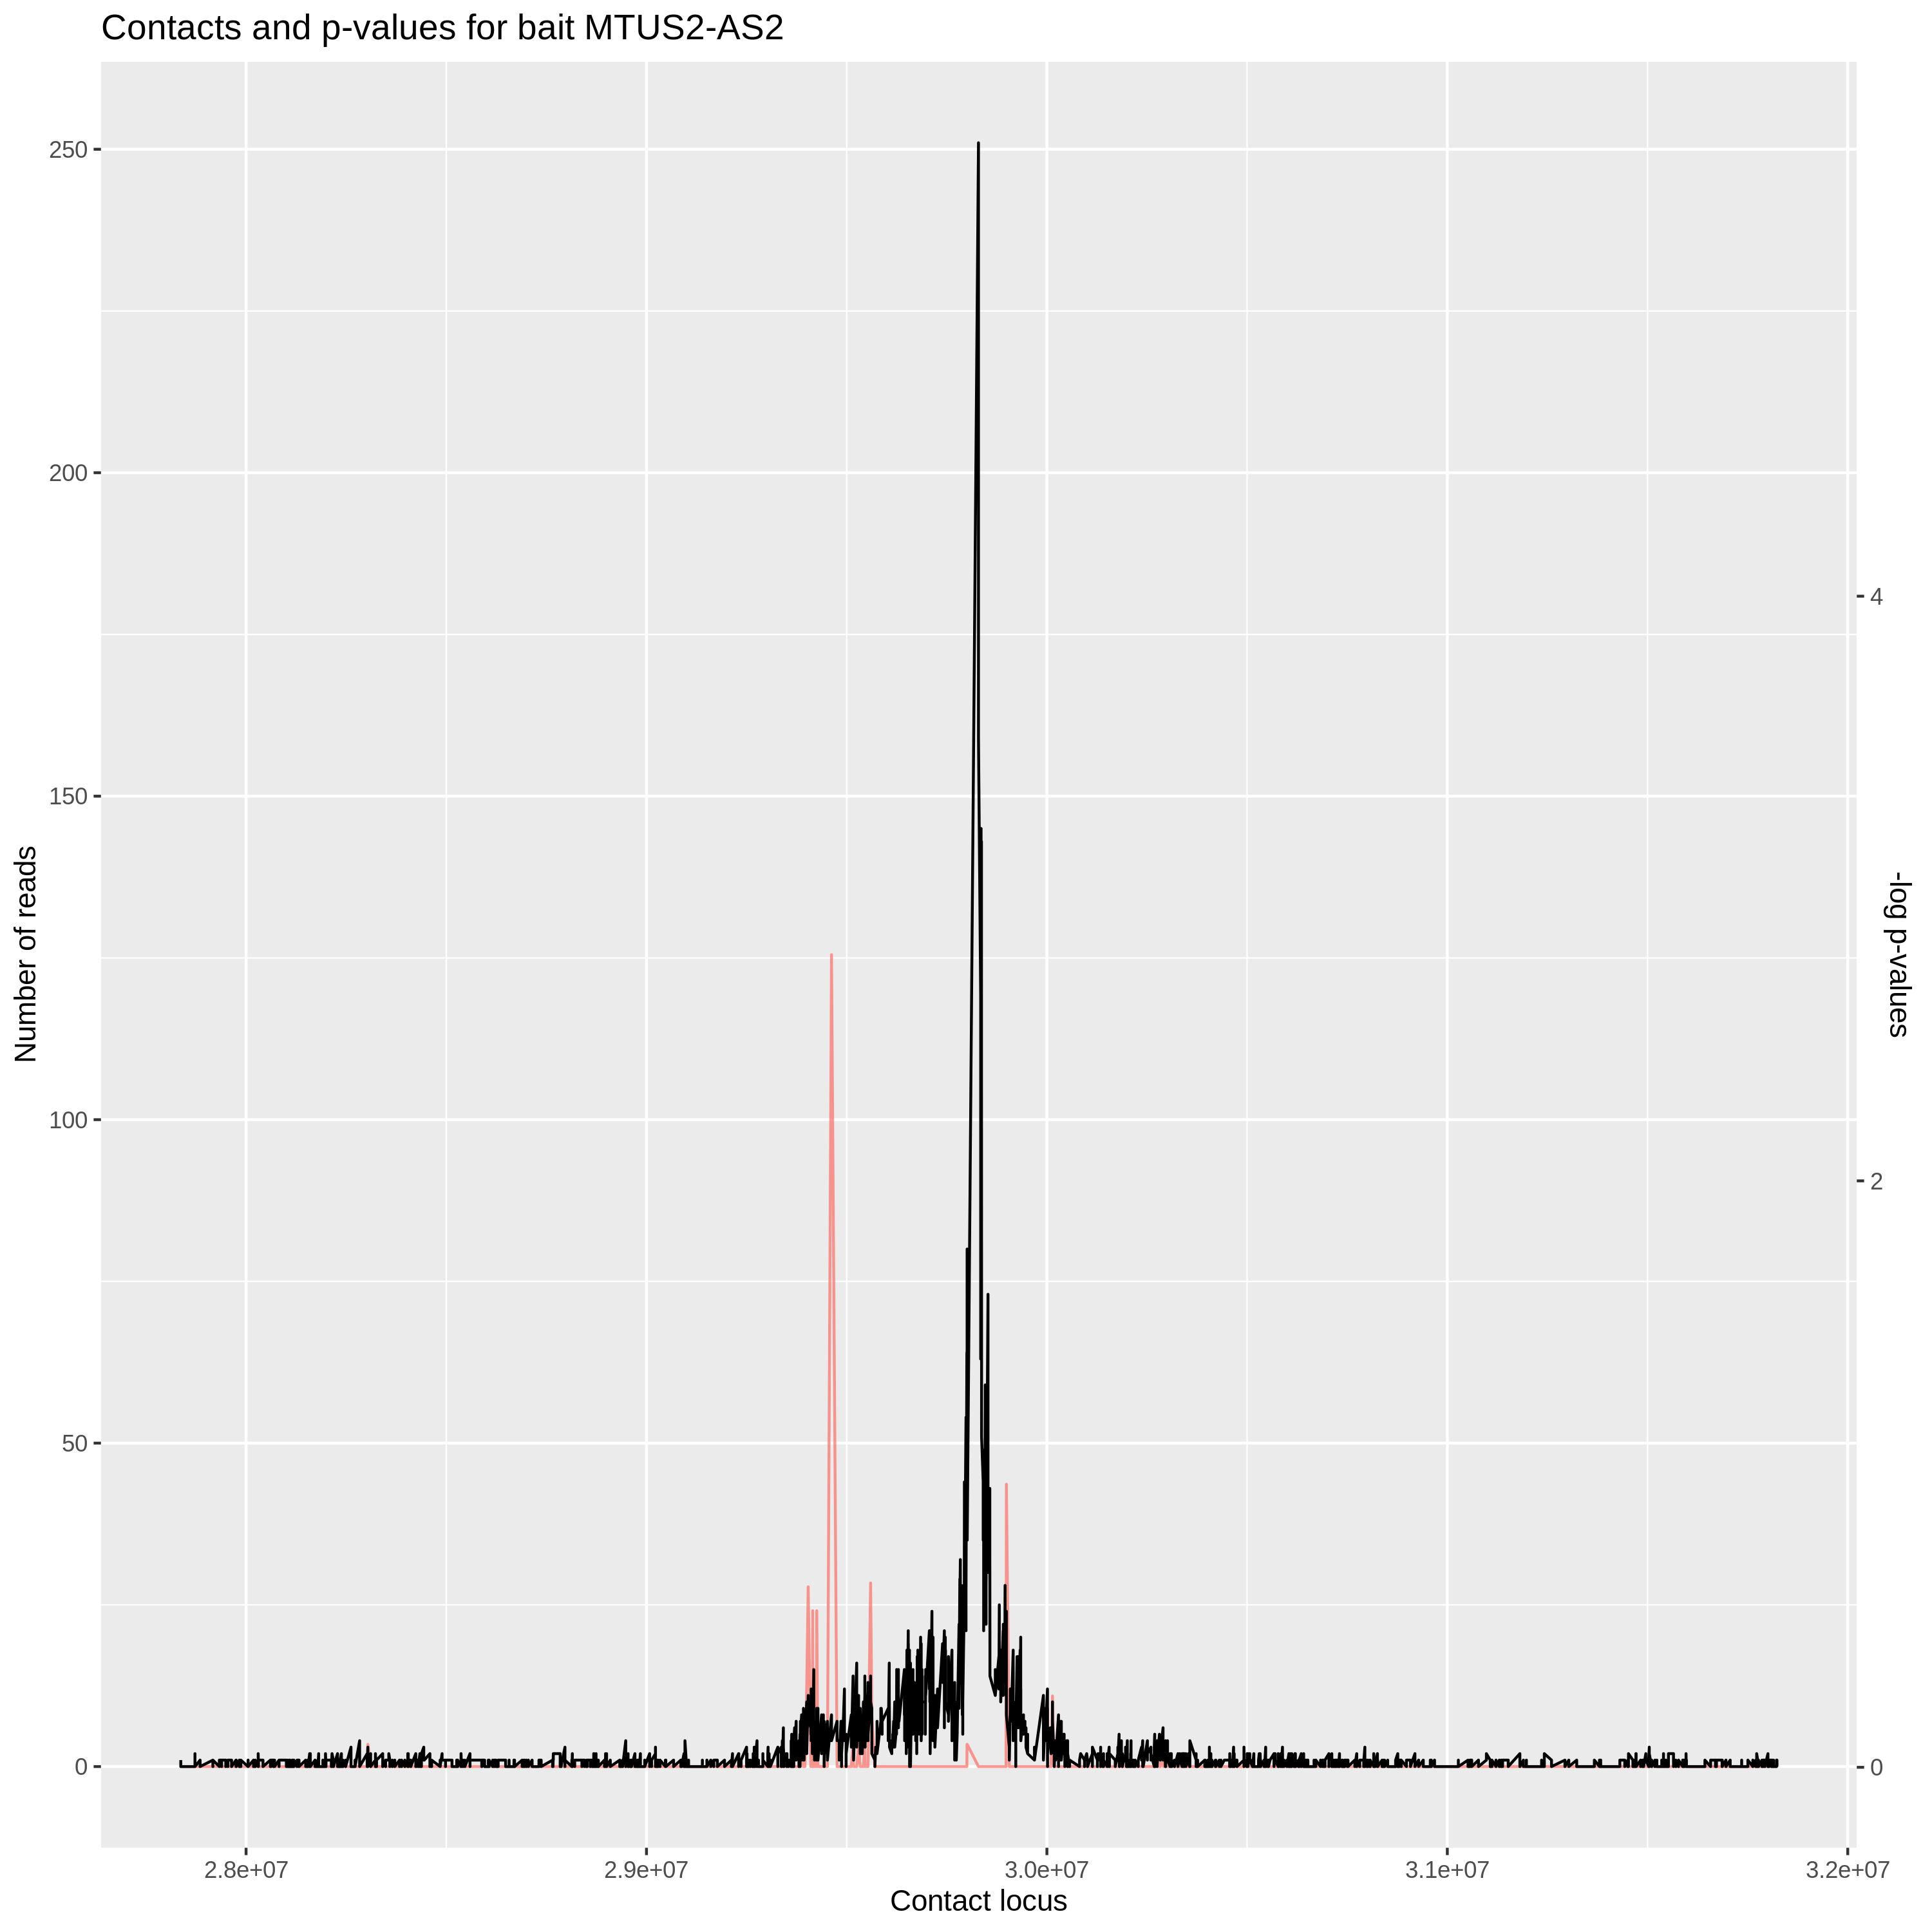 Contacts and p-values for bait MTUS2-AS2
250
200
150
100
50
0
Number of reads
4
2
0
-log p-values
2.8e+07
2.9e+07
3.0e+07
3.1e+07
3.2e+07
Contact locus